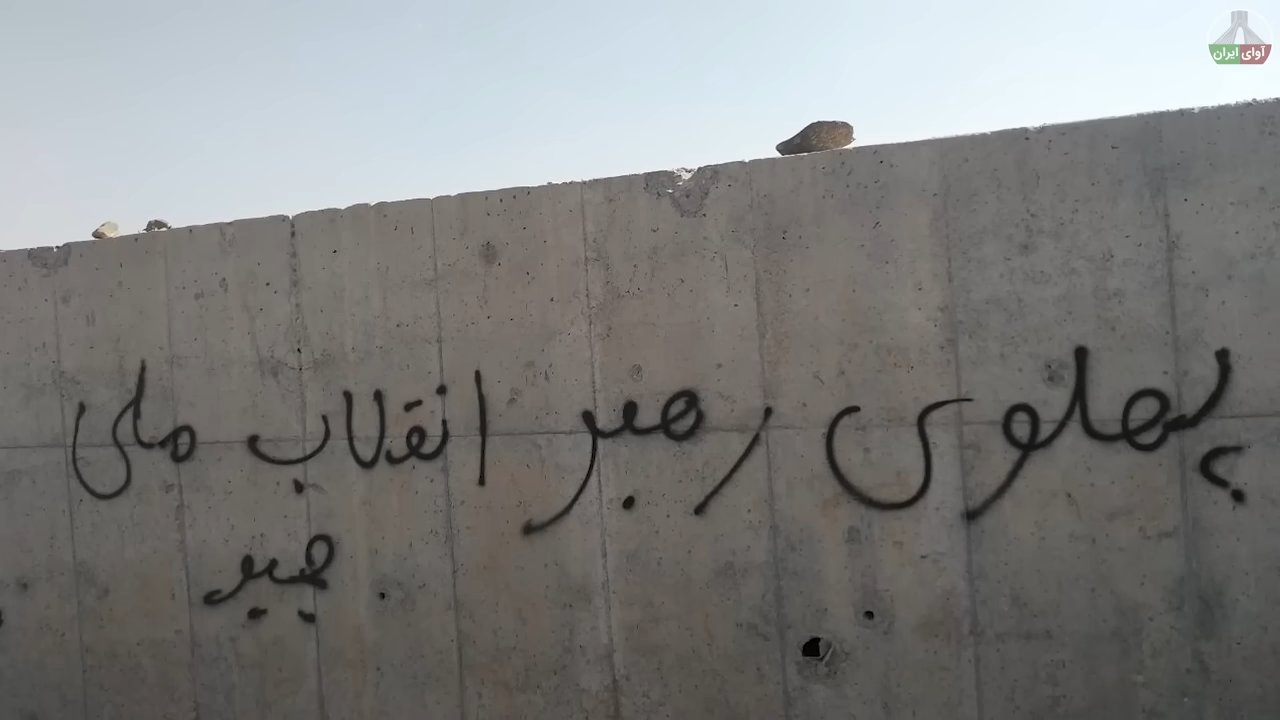 آوای ایران
پهلوی رهبر انقلاب ملی